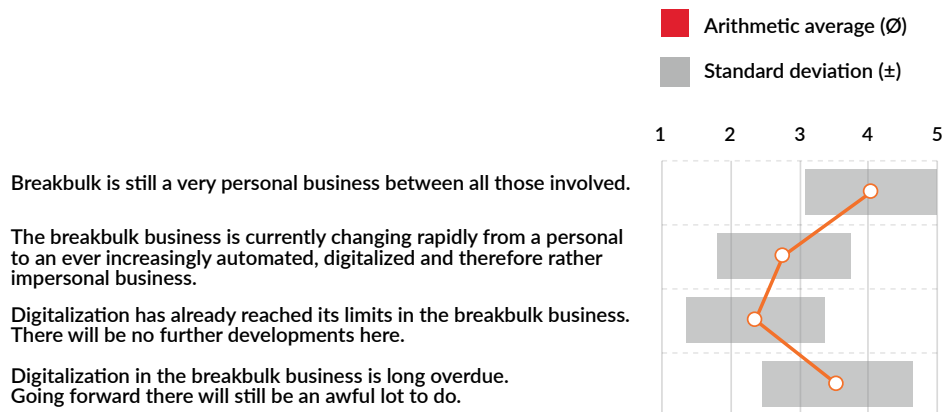 Arithmetic average (Ø)
Standard deviation (±)
1 2 3 4 5
Breakbulk is still a very personal business between all those involved.
The breakbulk business is currently changing rapidly from a personal
to an ever increasingly automated, digitalized and therefore rather
impersonal business.
Digitalization has already reached its limits in the breakbulk business.
There will be no further developments here.
Digitalization in the breakbulk business is long overdue.
Going forward there will still be an awful lot to do.